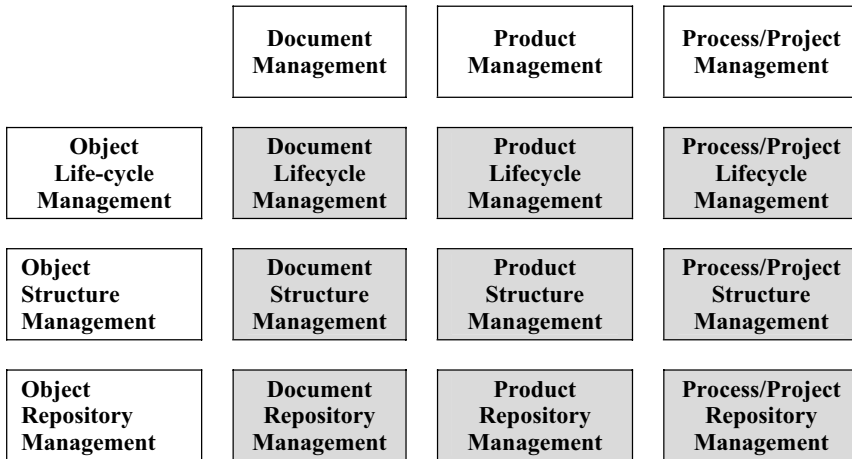 Document
Management
Product
Management
Process/Project
Management
Object
Life-cycle
Management
Document
Lifecycle
Management
Product
Lifecycle
Management
Process/Project
Lifecycle
Management
Object
Structure
Management
Document
Structure
Management
Product
Structure
Management
Process/Project
Structure
Management
Object
Repository
Management
Document
Repository
Management
Product
Repository
Management
Process/Project
Repository
Management